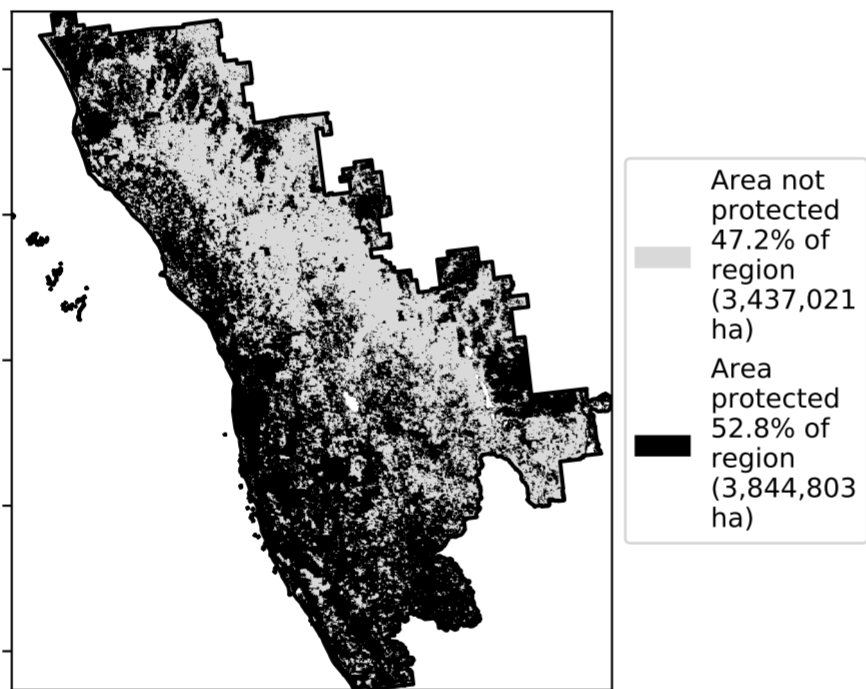 Area not
protected
47.2% of
region
(3,437,021
ha)
Area
protected
52.8% of
region
(3,844,803
ha)